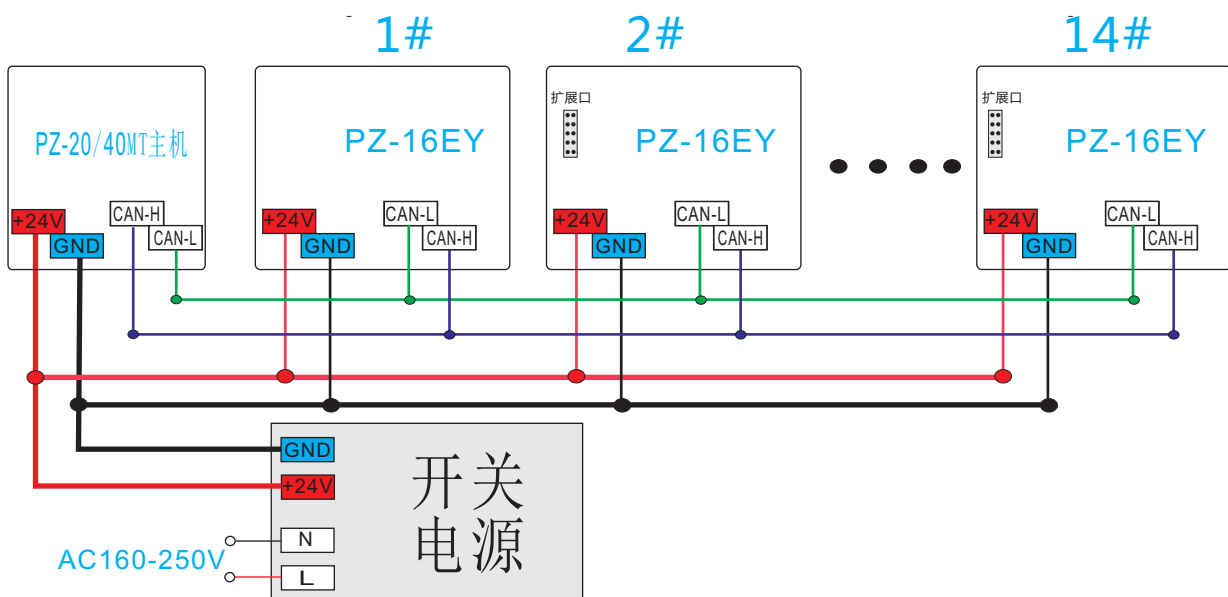 1#
2#
14#
PZ-20/40MT主机
+24V
GND
CAN-H
CAN-L
PZ-16EY
+24V
GND
CAN-L
CAN-H
扩展口
PZ-16EY
+24V
GND
CAN-L
CAN-H
扩展口
PZ-16EY
+24V
GND
CAN-L
CAN-H
GND
+24V
N
L
开关
电源
AC160-250V